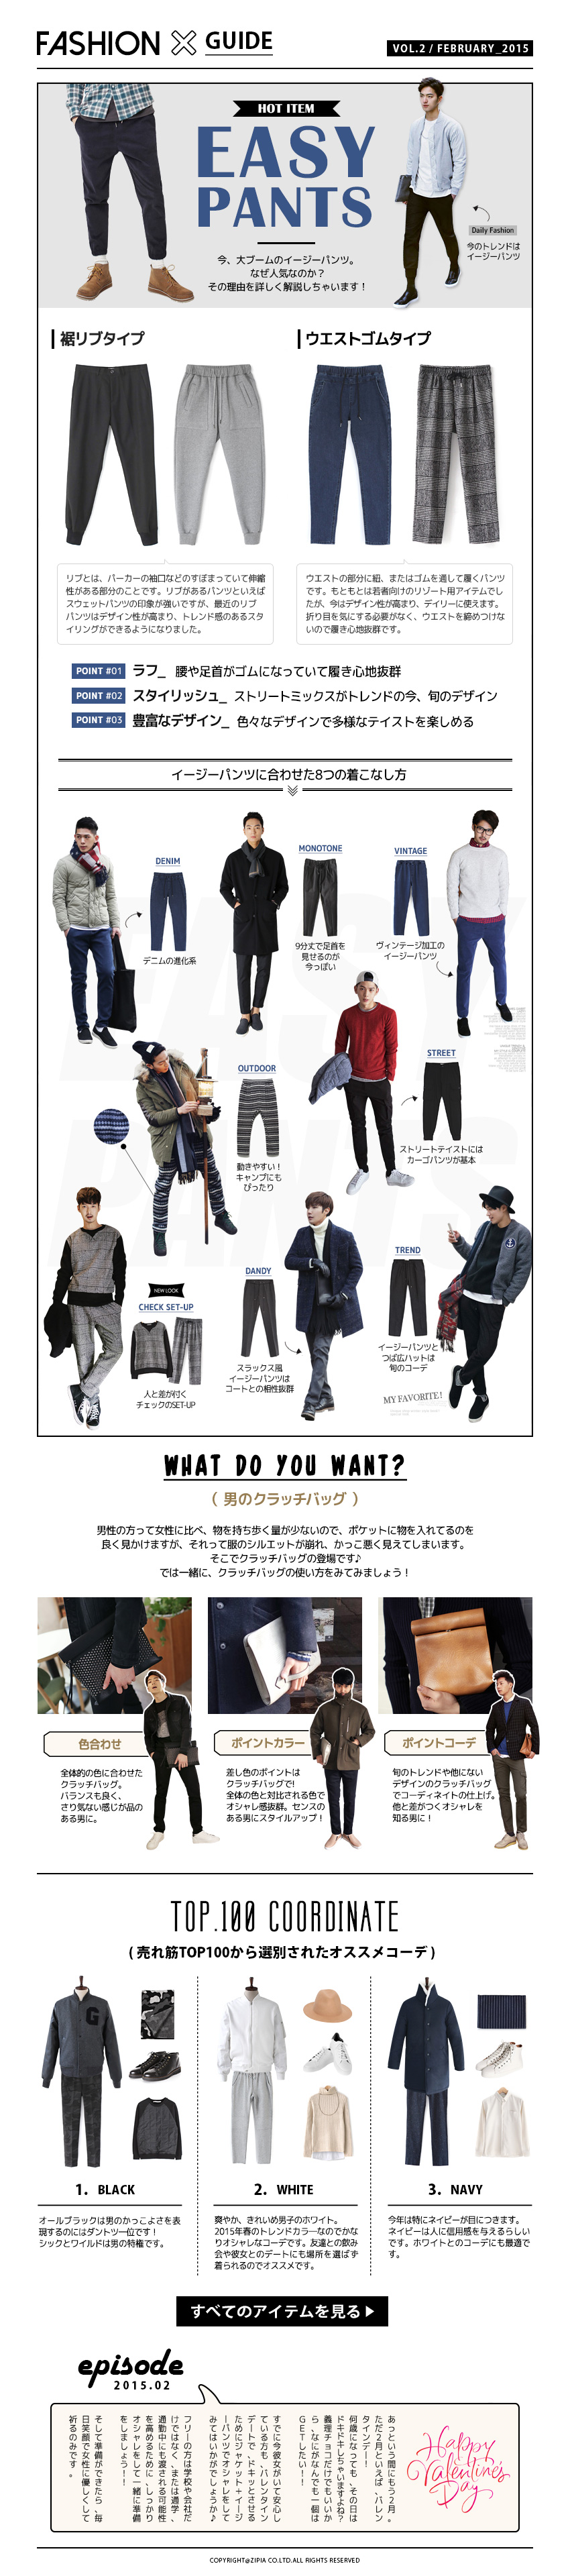 FASHION GUIDE
VOL.2 / FEBRUARY_2015
HOT ITEM
EASY
PANTS
今、大ブームのイージーパンツ。
なぜ人気なのか？
その理由を詳しく解説しちゃいます！
Daily Fashion
今のトレンドは
イージーパンツ
裾リブタイプ
リブとは、パーカーの袖口などのすぼまっていて伸縮
性がある部分のことです。リブがあるパンツといえば
スウェットパンツの印象が強いですが、最近のリブ
パンツはデザイン性が高まり、トレンド感のあるスタ
イリングができるようになりました。
ウエストゴムタイプ
ウエストの部分に紐、またはゴムを通して履くパンツ
です。もともとは若者向けのリゾート用アイテムでし
たが、今はデザイン性が高まり、デイリーに使えます。
折り目を気にする必要がなく、ウエストを締めつけな
いので履き心地抜群です。
POINT #01 ラフ_ 腰や足首がゴムになっていて履き心地抜群
POINT #02 スタイリッシュ_ ストリートミックスがトレンドの今、旬のデザイン
POINT #03 豊富なデザイン_ 色々なデザインで多様なテイストを楽しめる
イージーパンツに合わせた8つの着こなし方
DENIM
デニムの進化系
MONOTONE
9分丈で足首を
見せるのが
今っぽい
VINTAGE
ヴィンテージ加工の
イージーパンツ
OUTDOOR
動きやすい！
キャンプにも
ぴったり
STREET
ストリートテイストには
カーゴパンツが基本
NEW LOOK
CHECK SET-UP
人と差が付く
チェックのSET-UP
DANDY
スラックス風
イージーパンツは
コートとの相性抜群
TREND
イージーパンツと
つば広ハットは
旬のコーデ
MY FAVORITE!
EASY
PANTS
WHAT DO YOU WANT?
( 男のクラッチバッグ )
男性の方って女性に比べ、物を持ち歩く量が少ないので、ポケットに物を入れてるのを
良く見かけますが、それって服のシルエットが崩れ、かっこ悪く見えてしまいます。
そこでクラッチバッグの登場です♪
では一緒に、クラッチバッグの使い方をみてみましょう！
色合わせ
全体的の色に合わせた
クラッチバッグ。
バランスも良く、
さり気ない感じが品の
ある男に。
ポイントカラー
差し色のポイントは
クラッチバッグで!
全体の色と対比される色で
オシャレ感抜群。センスの
ある男にスタイルアップ！
ポイントコーデ
旬のトレンドや他にない
デザインのクラッチバッグ
でコーディネイトの仕上げ。
他と差がつくオシャレを
知る男に！
TOP.100 COORDINATE
( 売れ筋TOP100から選別されたオススメコーデ )
G
1. BLACK
オールブラックは男のかっこよさを表
現するのにはダントツ一位です！
シックとワイルドは男の特権です。
2. WHITE
爽やか、きれいめ男子のホワイト。
2015年春のトレンドカラーなのでかな
りオシャレなコーデです。友達との飲み
会や彼女とのデートにも場所を選ばず
着られるのでオススメです。
3. NAVY
今年は特にネイビーが目につきます。
ネイビーは人に信用感を与えるらしい
です。ホワイトとのコーデにも最適で
す。
すべてのアイテムを見る
episode
2015.02
Happy
Valentine's
Day
あっという間にもう2月。
ただ2月といえば、バレン
タインデー！
何歳になっても、その日は
ドキドキしちゃいますよね？
義理チョコだけでもいいか
ら、なにがなんでも一個は
GETしたい！
すでに今彼女がいて安心し
ている方も、バレンタイン
デートで、ドキッとさせる
ためにジャケット+イージ
ーパンツでオシャレをして
みてはいかがでしょうか♪
フリーの方は学校や会社だ
けではなく、または通学、
通勤中にも渡される可能性
を高めるために、しっかり
オシャレをして一緒に準備
をしましょう！！
そして準備ができたら、毎
日笑顔で女性に優しくして
祈るのみです。
COPYRIGHT@ZIPIA CO.LTD.ALL RIGHTS RESERVED